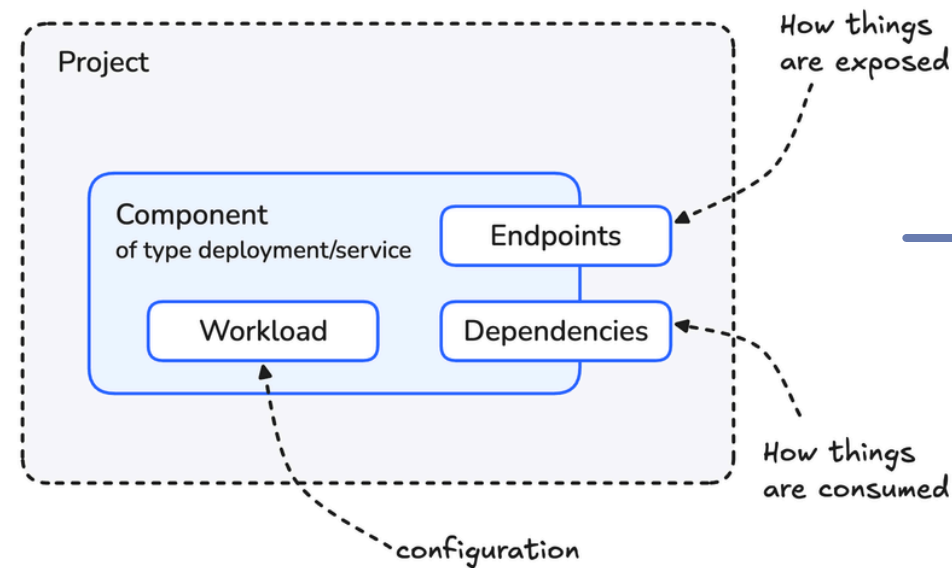 How things
are exposed
Project
Component
of type deployment/service
Endpoints
Workload
Dependencies
How things
are consumed
configuration